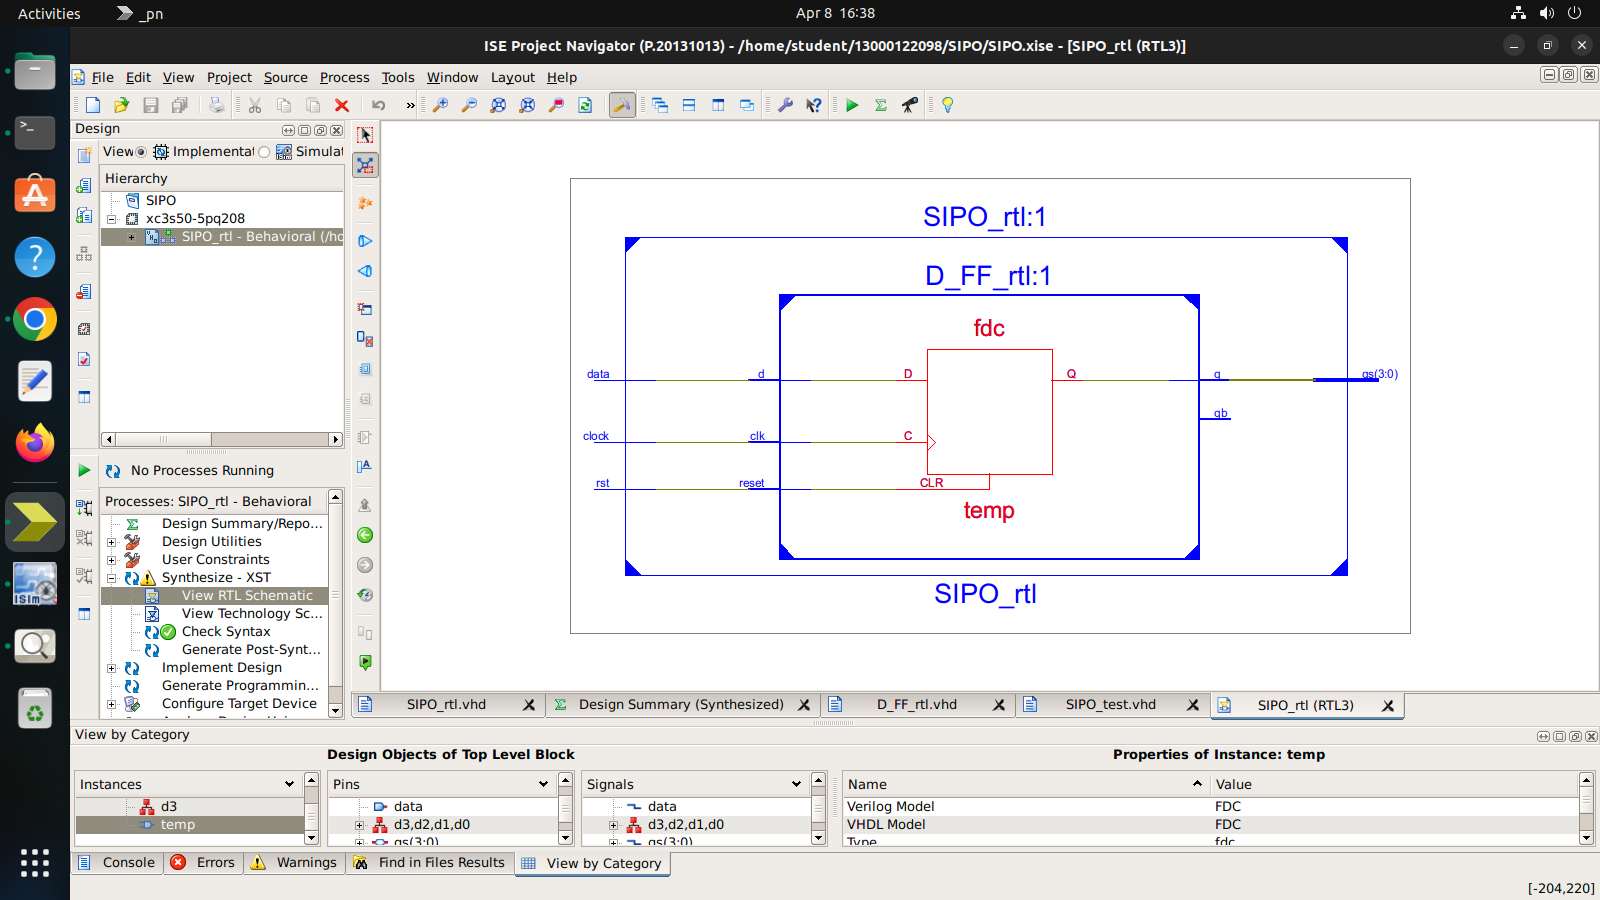 Activities
_pn
Apr 8 16:38
ISE Project Navigator (P.20131013) - /home/student/13000122098/SIPO/SIPO.xise - [SIPO_rtl (RTL3)]
File Edit View Project Source Process Tools Window Layout Help
Design
View Implementat Simulat
Hierarchy
SIPO
xc3s50-5pq208
SIPO_rtl - Behavioral (/ho
No Processes Running
Processes: SIPO_rtl - Behavioral
Design Summary/Repo...
Design Utilities
User Constraints
Synthesize - XST
View RTL Schematic
View Technology Sc...
Check Syntax
Generate Post-Synt...
Implement Design
Generate Programmin...
Configure Target Device
SIPO_rtl:1
D_FF_rtl:1
fdc
data d D Q q qs(3:0)
qb
clock clk C
rst reset CLR
temp
SIPO_rtl
SIPO_rtl.vhd
Design Summary (Synthesized)
D_FF_rtl.vhd
SIPO_test.vhd
SIPO_rtl (RTL3)
View by Category
Design Objects of Top Level Block
Properties of Instance: temp
Instances
d3
temp
Pins
data
d3,d2,d1,d0
qs(3:0)
Signals
data
d3,d2,d1,d0
qs(3:0)
Name Value
Verilog Model FDC
VHDL Model FDC
Type fdc
Console
Errors
Warnings
Find in Files Results
View by Category
[-204,220]